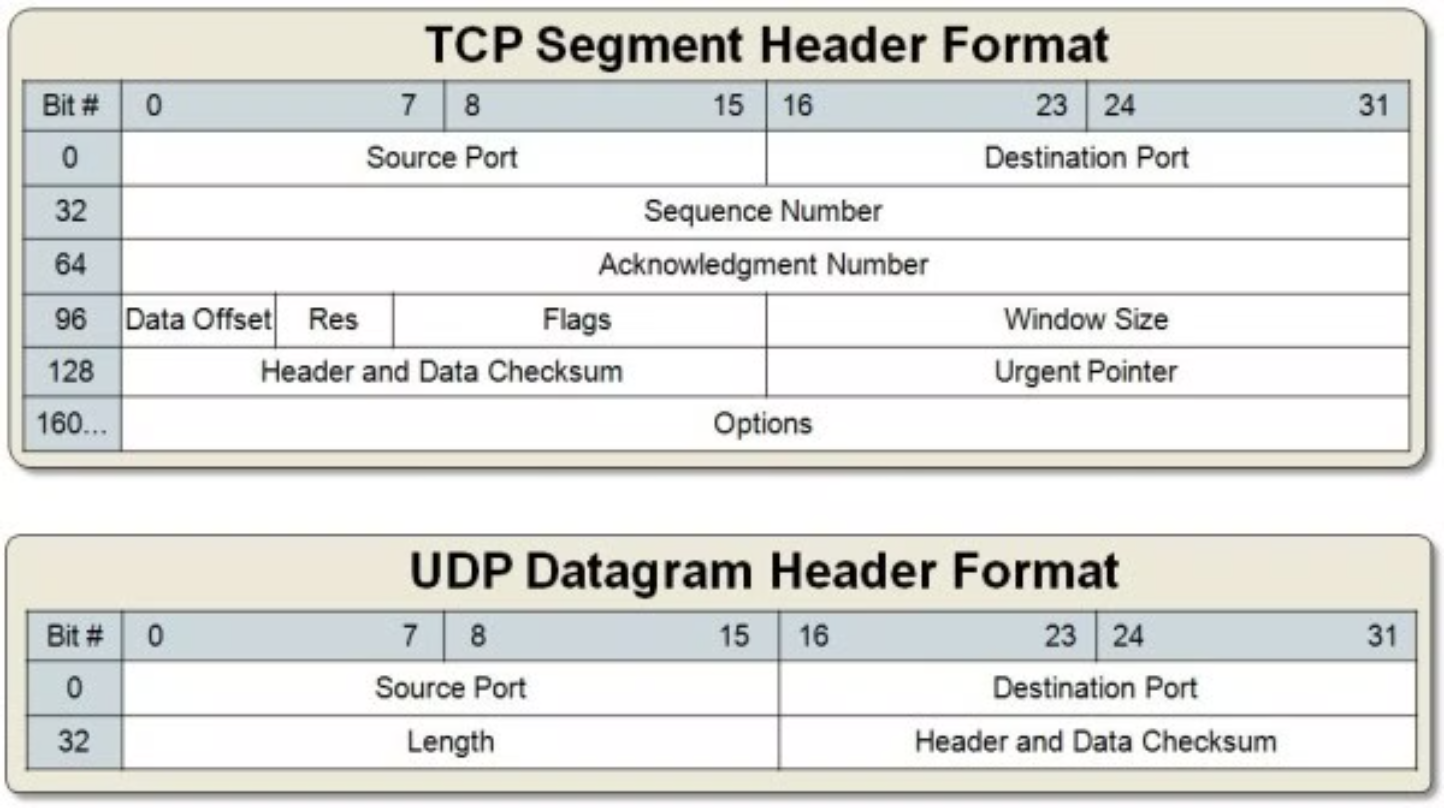 TCP Segment Header Format
Bit # 0 7 8 15 16 23 24 31
0 Source Port Destination Port
32 Sequence Number
64 Acknowledgment Number
96 Data Offset Res Flags Window Size
128 Header and Data Checksum Urgent Pointer
160... Options
UDP Datagram Header Format
Bit # 0 7 8 15 16 23 24 31
0 Source Port Destination Port
32 Length Header and Data Checksum